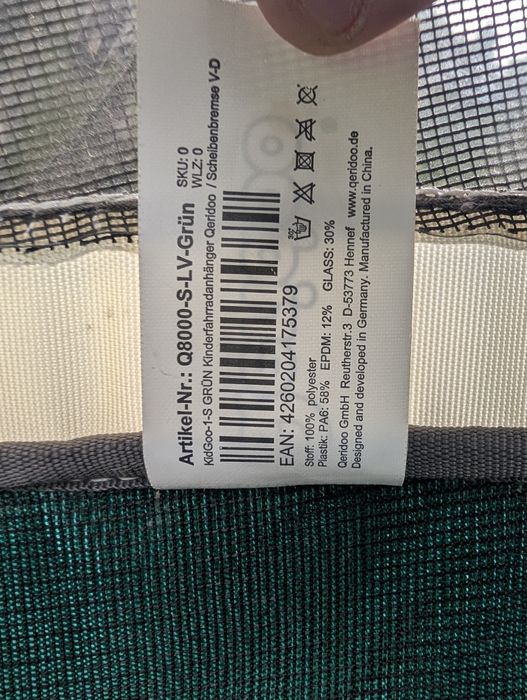 Artikel-Nr.: Q8000-S-LV-Grün
SKU: 0
WLZ: 0
KidGoo-1-S GRÜN Kinderfahrradanhänger Qeridoo / Scheibenbremse V-D
EAN: 4260204175379
30°
Stoff: 100% polyester
Plastik: PA6: 58% EPDM: 12% GLASS: 30%
Qeridoo GmbH Reutherstr.3 D-53773 Hennef www.qeridoo.de
Designed and developed in Germany. Manufactured in China.